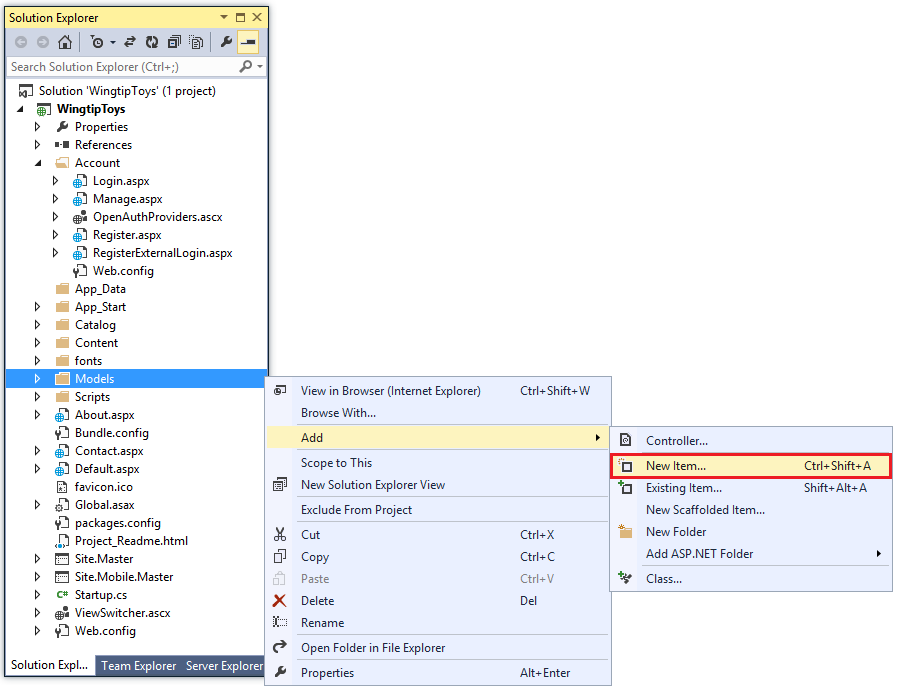 Solution Explorer
Search Solution Explorer (Ctrl+;)
Solution 'WingtipToys' (1 project)
WingtipToys
Properties
References
Account
Login.aspx
Manage.aspx
OpenAuthProviders.ascx
Register.aspx
RegisterExternalLogin.aspx
Web.config
App_Data
App_Start
Catalog
Content
fonts
Models
Scripts
About.aspx
Bundle.config
Contact.aspx
Default.aspx
favicon.ico
Global.asax
packages.config
Project_Readme.html
Site.Master
Site.Mobile.Master
Startup.cs
ViewSwitcher.ascx
Web.config
Solution Expl... Team Explorer Server Explorer
View in Browser (Internet Explorer) Ctrl+Shift+W
Browse With...
Add
Scope to This
New Solution Explorer View
Exclude From Project
Cut Ctrl+X
Copy Ctrl+C
Paste Ctrl+V
Delete Del
Rename
Open Folder in File Explorer
Properties Alt+Enter
Controller...
New Item... Ctrl+Shift+A
Existing Item... Shift+Alt+A
New Scaffolded Item...
New Folder
Add ASP.NET Folder
Class...